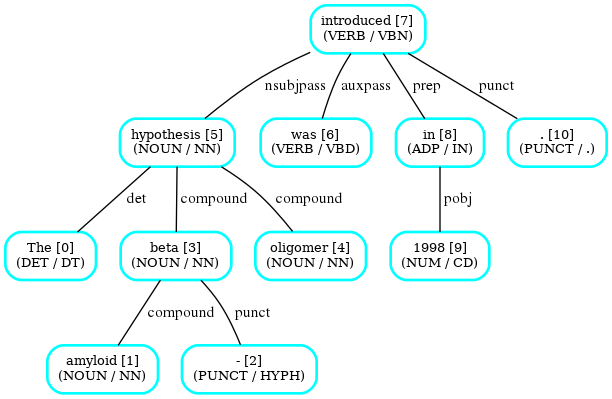 introduced [7]
(VERB / VBN)
nsubjpass
auxpass
prep
punct
hypothesis [5]
(NOUN / NN)
was [6]
(VERB / VBD)
in [8]
(ADP / IN)
. [10]
(PUNCT / .)
det
compound
compound
pobj
The [0]
(DET / DT)
beta [3]
(NOUN / NN)
oligomer [4]
(NOUN / NN)
1998 [9]
(NUM / CD)
compound
punct
amyloid [1]
(NOUN / NN)
- [2]
(PUNCT / HYPH)